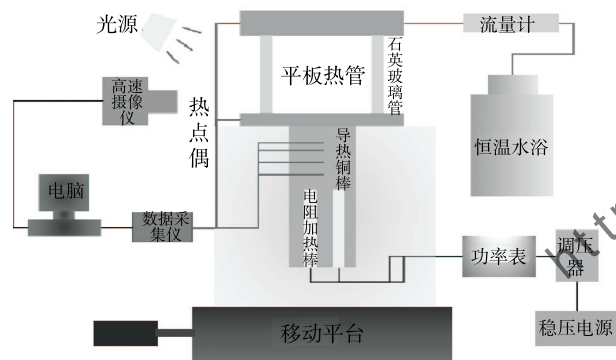 光源
流量计
高速
摄像
仪
热
点
偶
平板热管
石
英
玻
璃
管
恒温水浴
导
热
铜
棒
电脑
数据采
集仪
电
阻
加
热
棒
功率表
调压
器
移动平台
稳压电源
htt